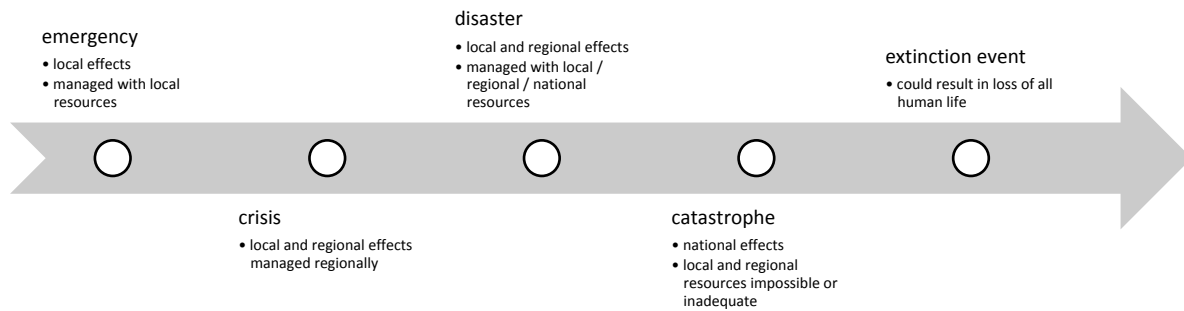 emergency
• local effects
• managed with local
resources
crisis
• local and regional effects
managed regionally
disaster
• local and regional effects
• managed with local /
regional / national
resources
catastrophe
• national effects
• local and regional
resources impossible or
inadequate
extinction event
• could result in loss of all
human life